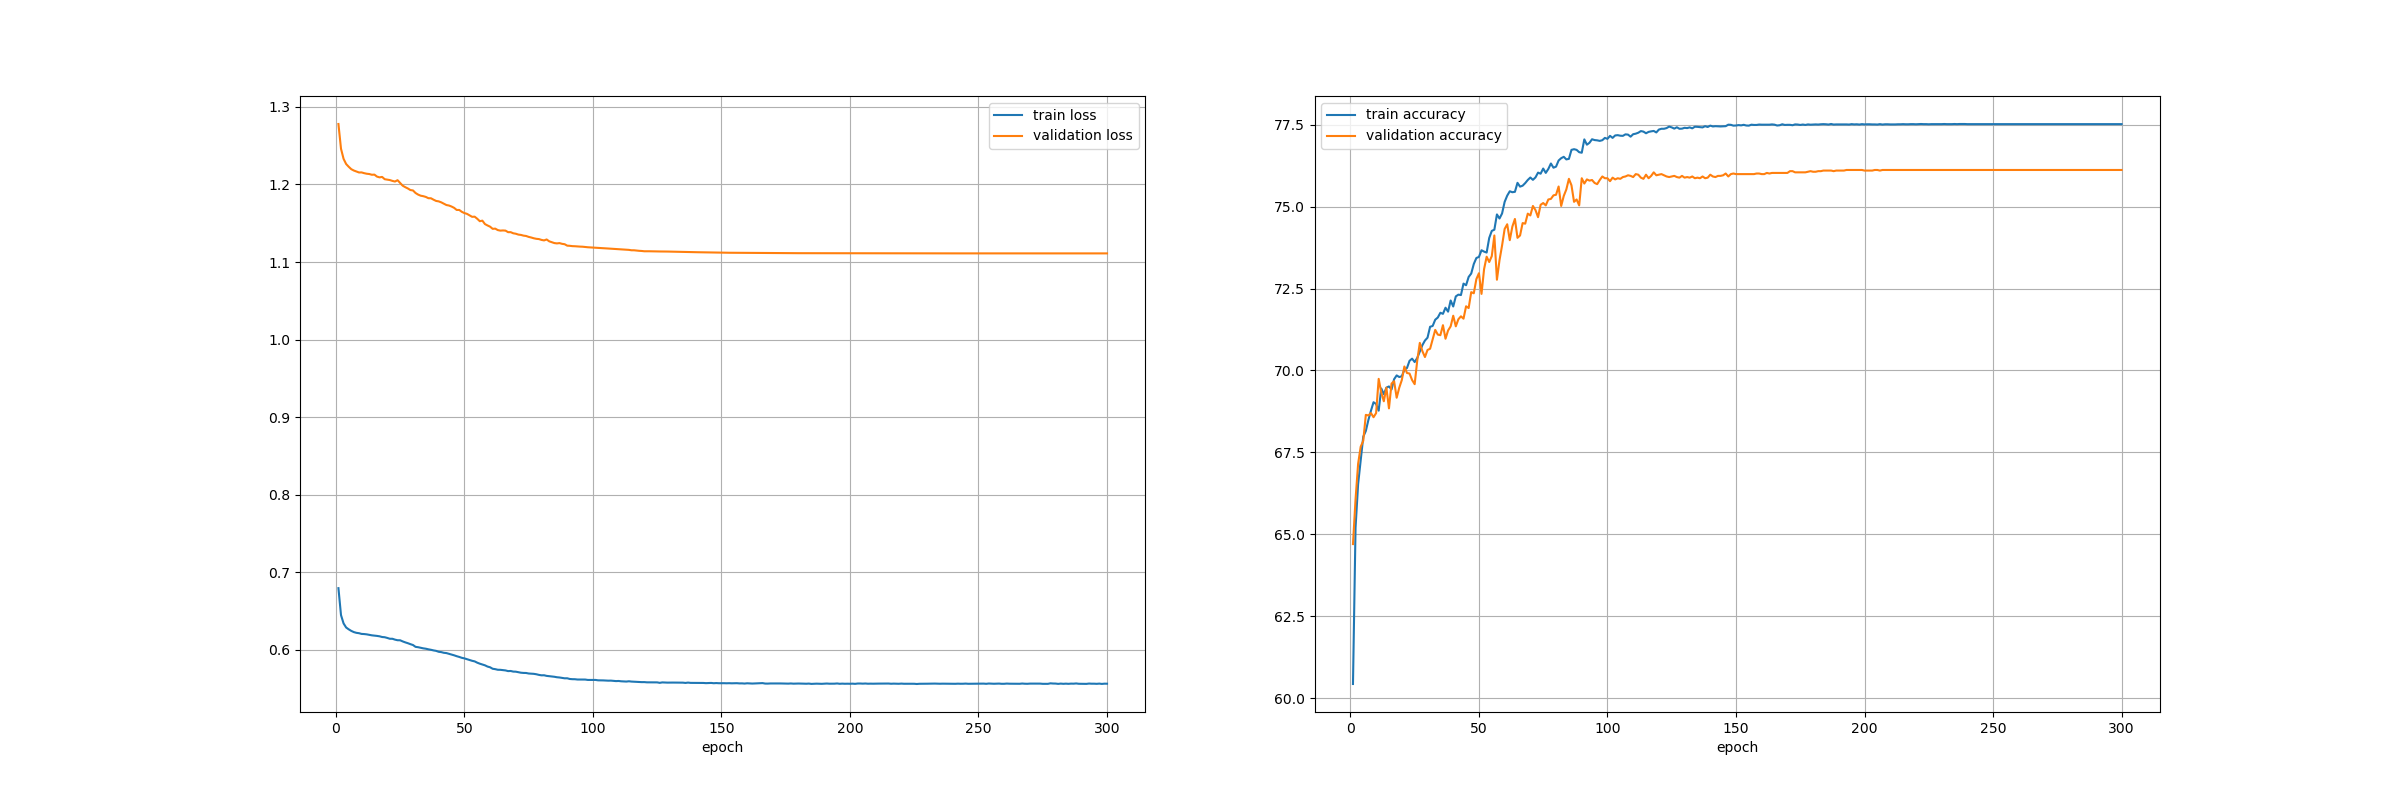 1.3
1.2
1.1
1.0
0.9
0.8
0.7
0.6
0 50 100 150 200 250 300
epoch
train loss
validation loss
77.5
75.0
72.5
70.0
67.5
65.0
62.5
60.0
0 50 100 150 200 250 300
epoch
train accuracy
validation accuracy